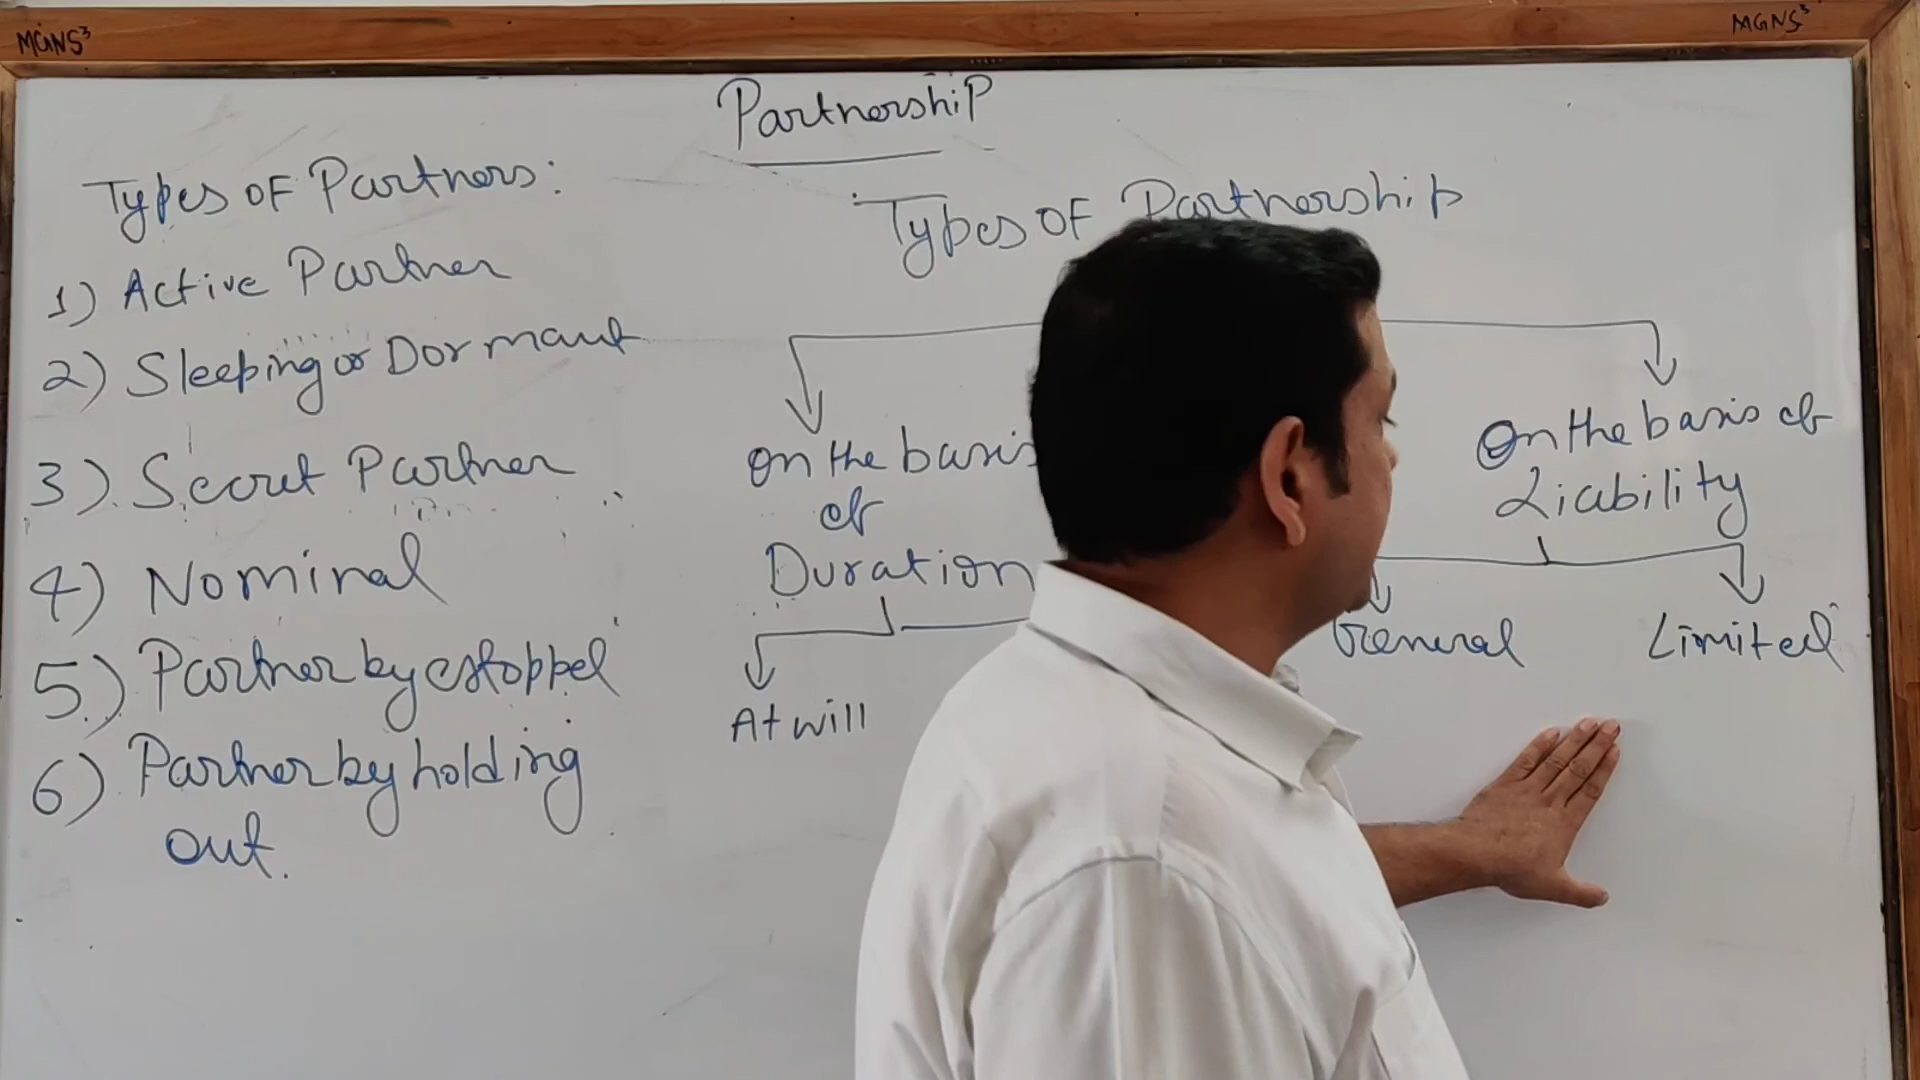 MGNS³
MGNS³
Partnership
Types of Partners:
1) Active Partner
2) Sleeping or Dormant
3) Secret Partner
4) Nominal
5) Partner by estoppel
6) Partner by holding
out.
Types of Partnership
On the basis
of
Duration
At will
On the basis of
Liability
General
Limited